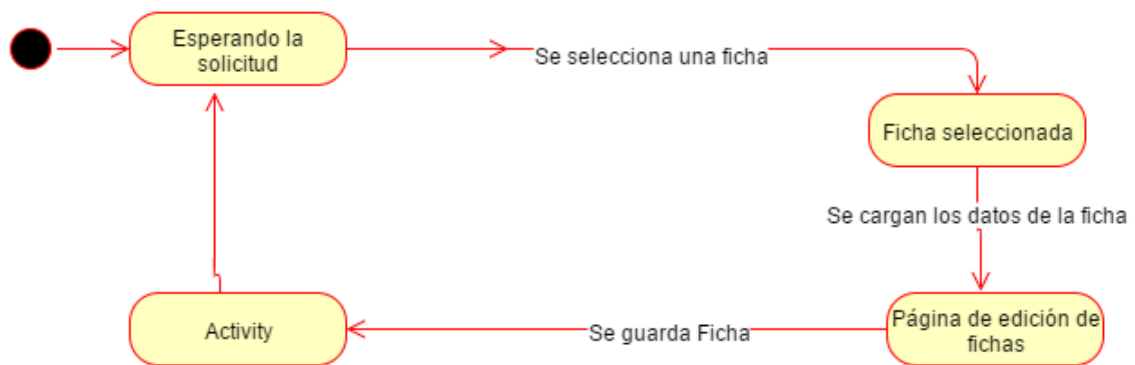 Esperando la
solicitud
Se selecciona una ficha
Ficha seleccionada
Se cargan los datos de la ficha
Página de edición de
fichas
Se guarda Ficha
Activity